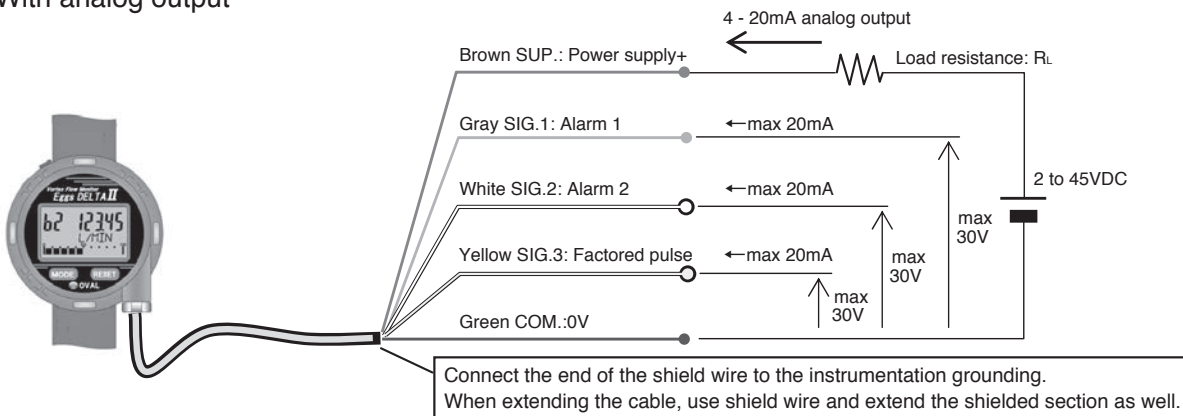 With analog output
4 - 20mA analog output
Brown SUP.: Power supply+
Load resistance: RL
Gray SIG.1: Alarm 1
←max 20mA
White SIG.2: Alarm 2
←max 20mA
2 to 45VDC
max
30V
Yellow SIG.3: Factored pulse
←max 20mA
max
30V
max
30V
Green COM.:0V
Vortex Flow Monitor
Eggs DELTA II
b2 123.45
L/MIN
MODE RESET
OVAL
Connect the end of the shield wire to the instrumentation grounding.
When extending the cable, use shield wire and extend the shielded section as well.